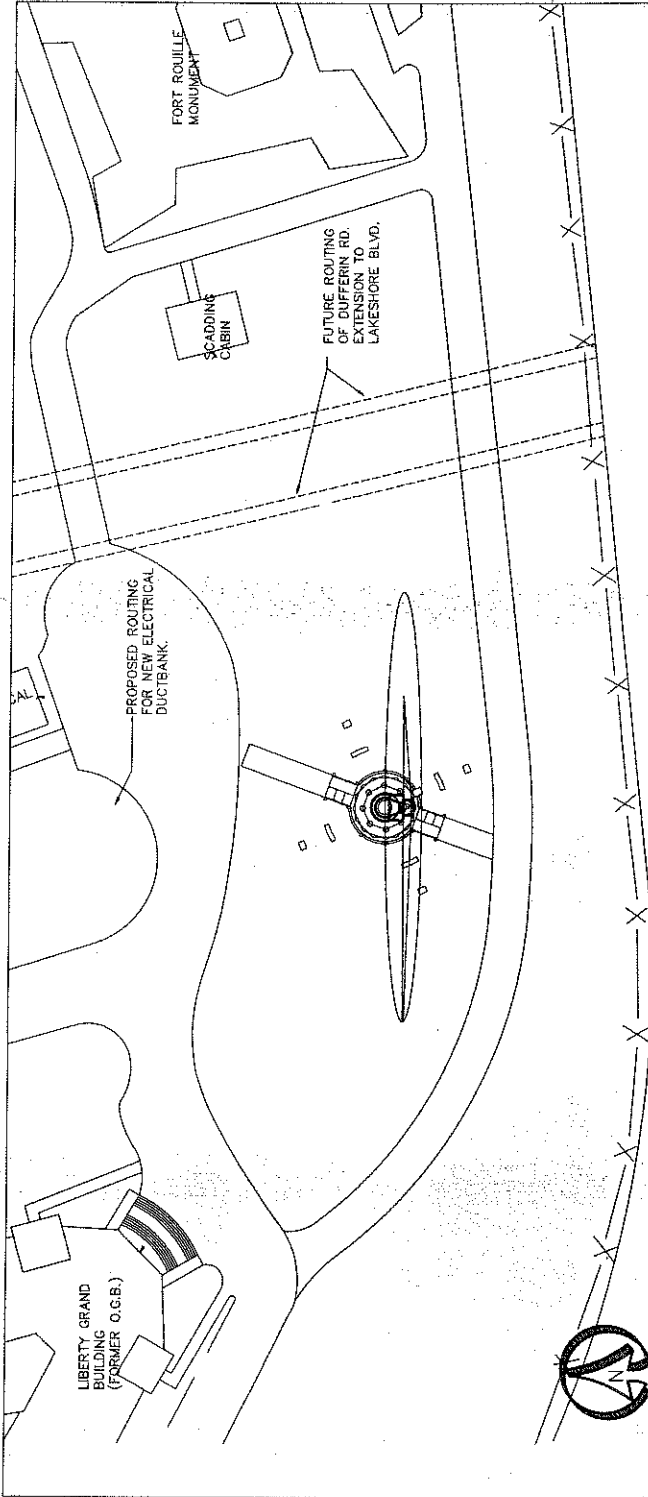 LIBERTY GRAND
BUILDING
(FORMER O.G.B.)
PROPOSED ROUTING
FOR NEW ELECTRICAL
DUCTBANK.
SCADDING
CABIN
FORT ROUILLE
MONUMENT
FUTURE ROUTING
OF DUFFERIN RD.
EXTENSION TO
LAKESHORE BLVD.
N